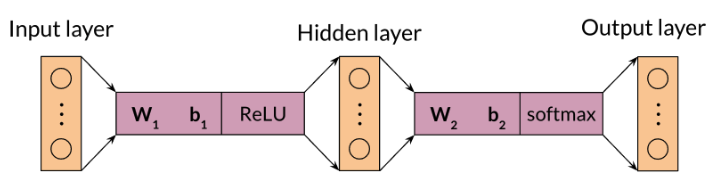 Input layer
Hidden layer
Output layer
W1 b1 ReLU
W2 b2 softmax